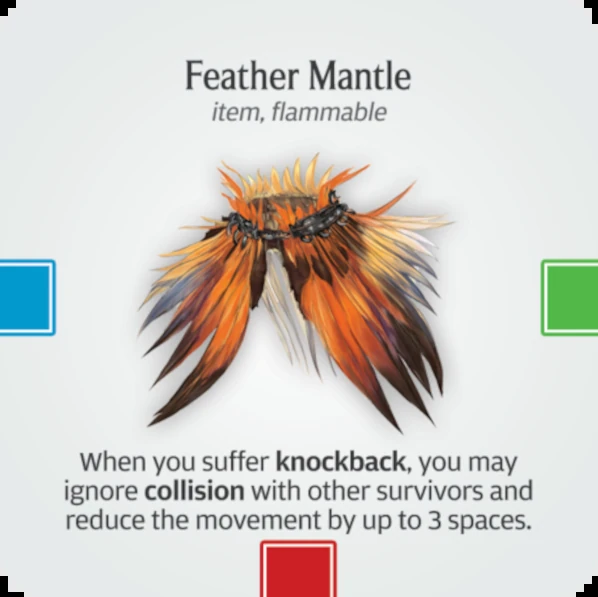 Feather Mantle
item, flammable
When you suffer knockback, you may
ignore collision with other survivors and
reduce the movement by up to 3 spaces.